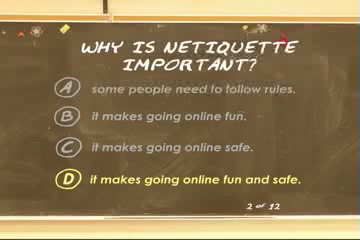 WHY IS NETIQUETTE
IMPORTANT?
A some people need to follow rules.
B it makes going online fun.
C it makes going online safe.
D it makes going online fun and safe.
2 of 12